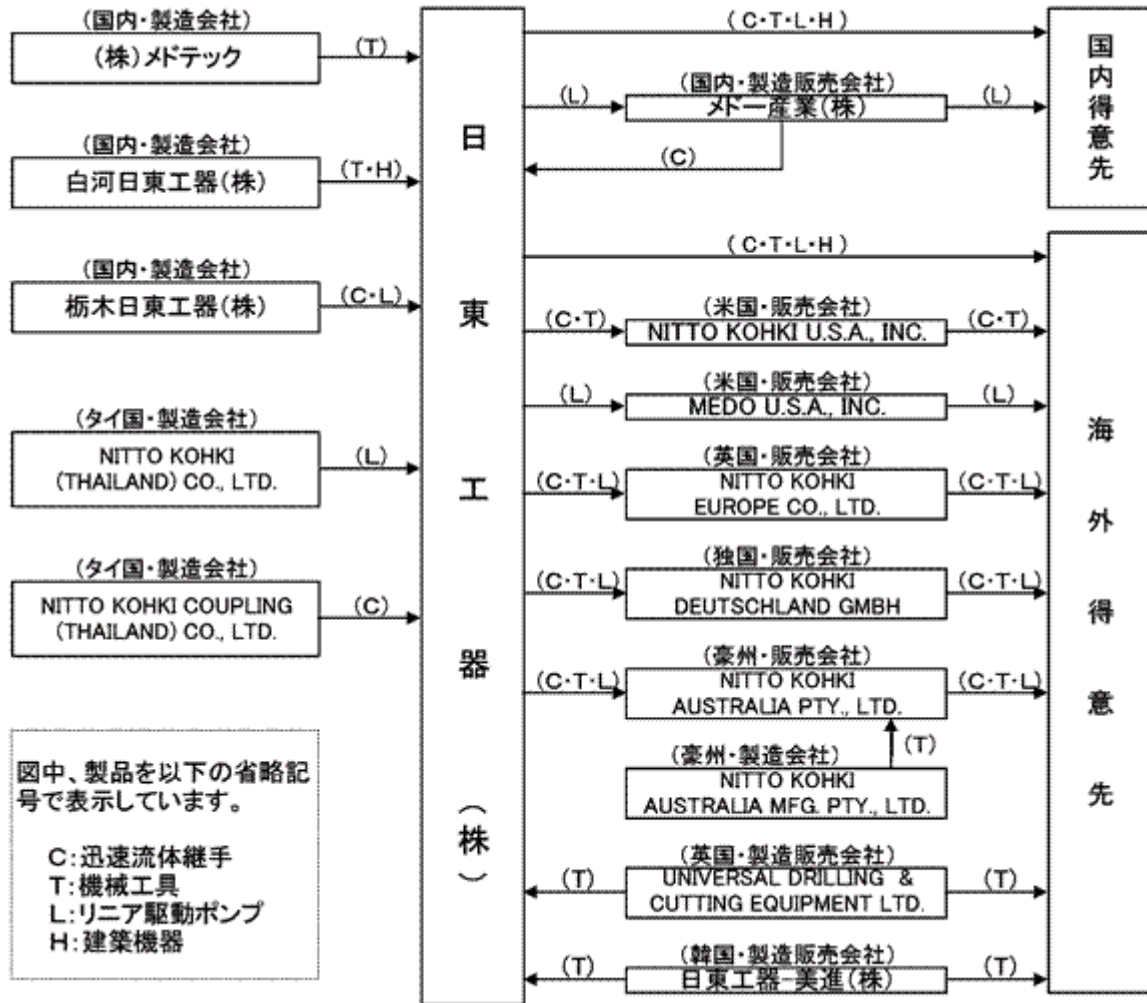 (国内・製造会社)
(株)メドテック
(T)
(国内・製造会社)
白河日東工器(株)
(T・H)
(国内・製造会社)
栃木日東工器(株)
(C・L)
(タイ国・製造会社)
NITTO KOHKI
(THAILAND) CO., LTD.
(L)
(タイ国・製造会社)
NITTO KOHKI COUPLING
(THAILAND) CO., LTD.
(C)
図中、製品を以下の省略記
号で表示しています。
C:迅速流体継手
T:機械工具
L:リニア駆動ポンプ
H:建築機器
日東工器(株)
(C・T・L・H)
(国内・製造販売会社)
(L)
メドー産業(株)
(L)
(C)
国内得意先
(C・T・L・H)
(米国・販売会社)
(C・T)
NITTO KOHKI U.S.A., INC.
(C・T)
(米国・販売会社)
(L)
MEDO U.S.A., INC.
(L)
(英国・販売会社)
(C・T・L)
NITTO KOHKI
EUROPE CO., LTD.
(C・T・L)
(独国・販売会社)
(C・T・L)
NITTO KOHKI
DEUTSCHLAND GMBH
(C・T・L)
(豪州・販売会社)
(C・T・L)
NITTO KOHKI
AUSTRALIA PTY., LTD.
(C・T・L)
(T)
(豪州・製造会社)
NITTO KOHKI
AUSTRALIA MFG. PTY., LTD.
(英国・製造販売会社)
(T)
UNIVERSAL DRILLING &
CUTTING EQUIPMENT LTD.
(T)
(韓国・製造販売会社)
(T)
日東工器-美進(株)
(T)
海外得意先